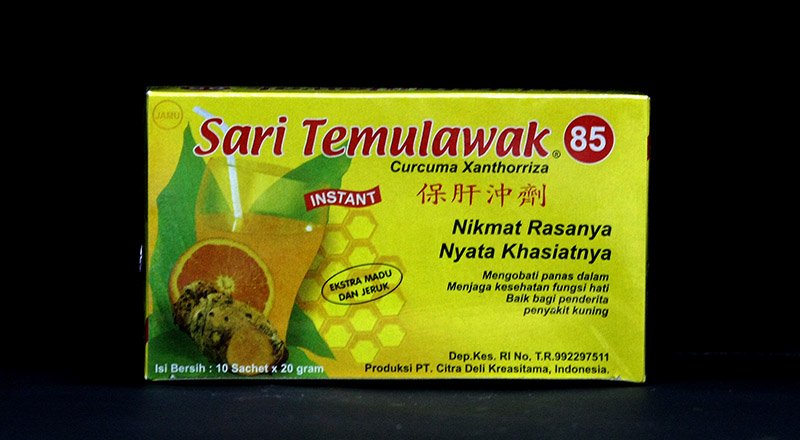 JAMU
Sari Temulawak® 85
Curcuma Xanthorriza
INSTANT
保肝沖劑
Nikmat Rasanya
Nyata Khasiatnya
EKSTRA MADU
DAN JERUK
Mengobati panas dalam
Menjaga kesehatan fungsi hati
Baik bagi penderita
penyakit kuning
Dep.Kes. RI No. T.R.992297511
Isi Bersih : 10 Sachet x 20 gram
Produksi PT. Citra Deli Kreasitama, Indonesia.